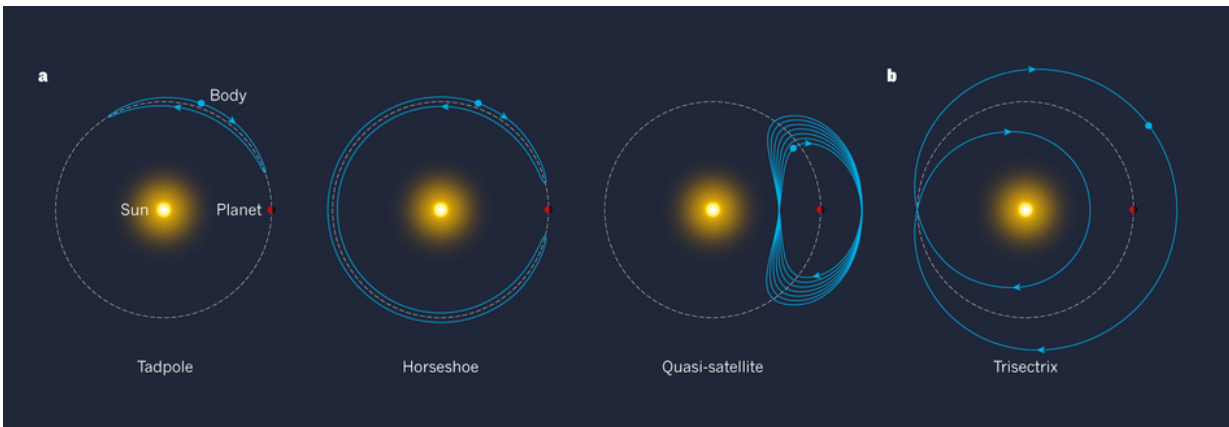 a
Body
Sun
Planet
Tadpole
Horseshoe
Quasi-satellite
b
Trisectrix